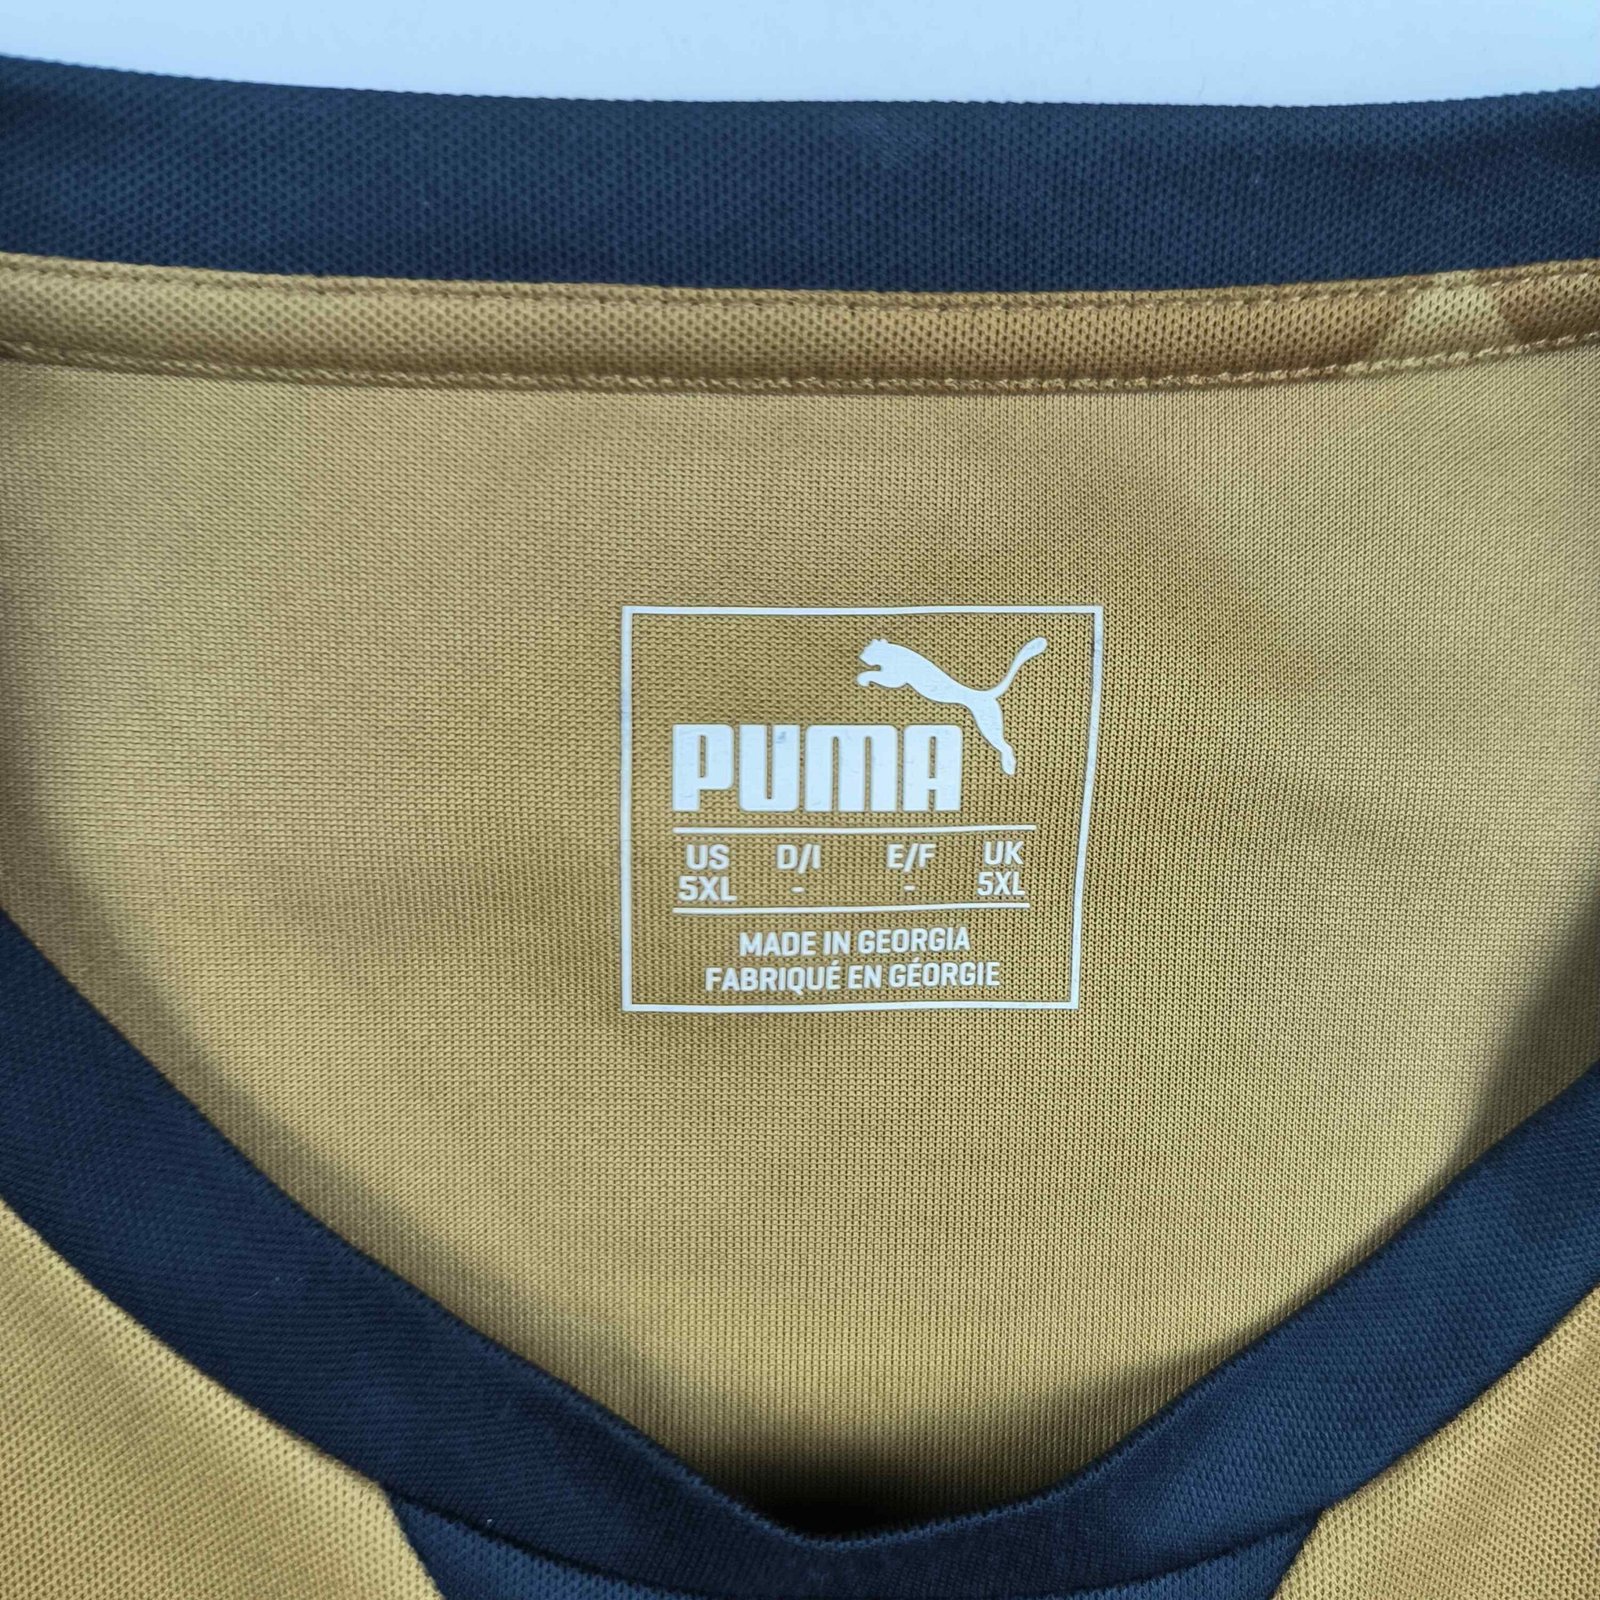 PUMA
US D/I E/F UK
5XL - - 5XL
MADE IN GEORGIA
FABRIQUÉ EN GÉORGIE